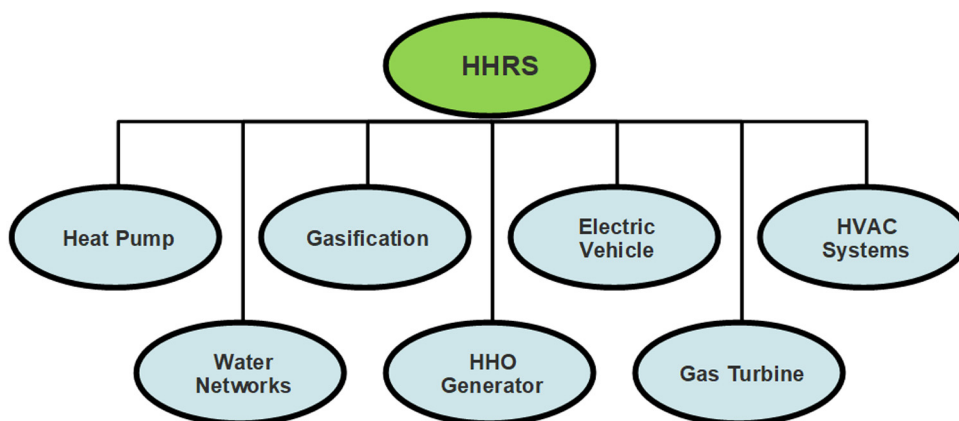 HHRS
Heat Pump
Gasification
Electric
Vehicle
HVAC
Systems
Water
Networks
HHO
Generator
Gas Turbine